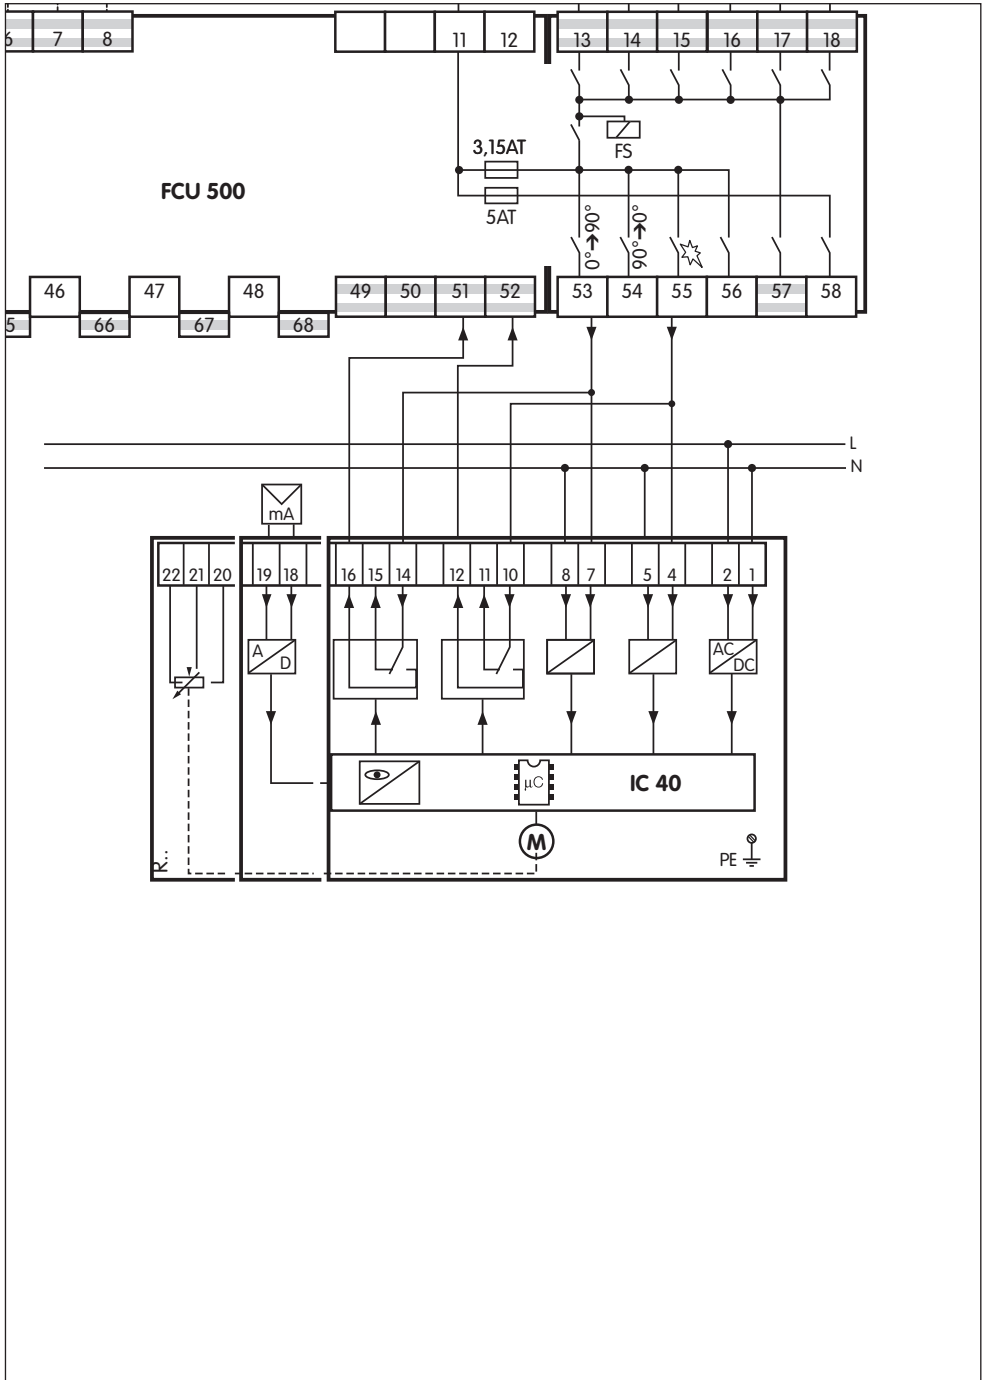 6 7 8 11 12 13 14 15 16 17 18
3,15AT
FS
FCU 500
5AT
0°➔90°
90°➔0°
46 47 48 49 50 51 52 53 54 55 56 57 58
5 66 67 68
L
N
mA
22 21 20 19 18 16 15 14 12 11 10 8 7 5 4 2 1
A D AC DC
µC IC 40
M
R..
PE